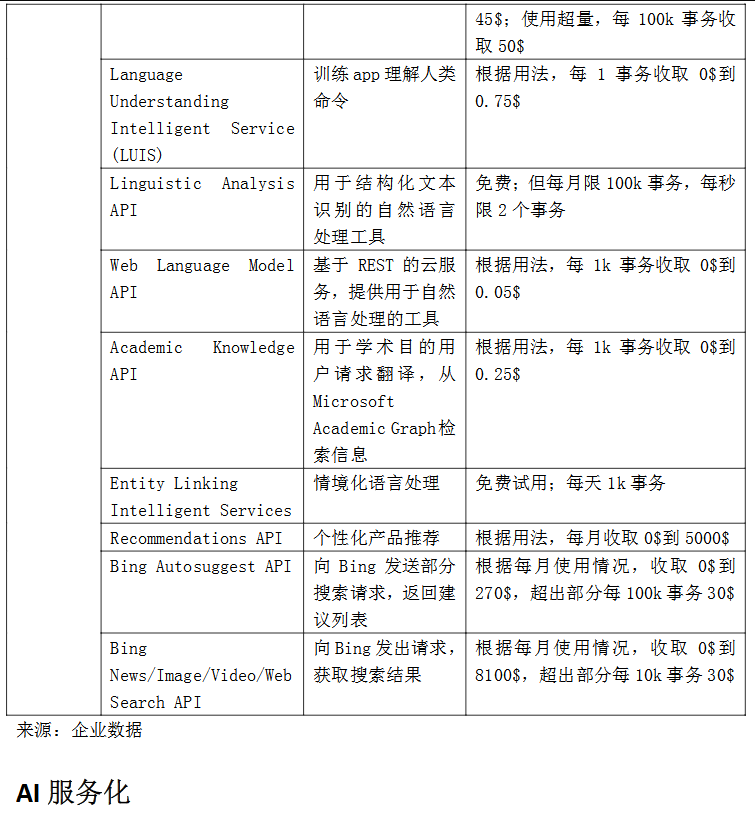 45$；使用超量，每 100k 事务收
取 50$
Language
Understanding
Intelligent Service
(LUIS)
训练 app 理解人类
命令
根据用法，每 1 事务收取 0$到
0.75$
Linguistic Analysis
API
用于结构化文本
识别的自然语言
处理工具
免费；但每月限 100k 事务，每秒
限 2 个事务
Web Language Model
API
基于 REST 的云服
务，提供用于自然
语言处理的工具
根据用法，每 1k 事务收取 0$到
0.05$
Academic Knowledge
API
用于学术目的用
户请求翻译，从
Microsoft
Academic Graph 检
索信息
根据用法，每 1k 事务收取 0$到
0.25$
Entity Linking
Intelligent Services
情境化语言处理
免费试用；每天 1k 事务
Recommendations API
个性化产品推荐
根据用法，每月收取 0$到 5000$
Bing Autosuggest API
向 Bing 发送部分
搜索请求，返回建
议列表
根据每月使用情况，收取 0$到
270$，超出部分每 100k 事务 30$
Bing
News/Image/Video/Web
Search API
向 Bing 发出请求，
获取搜索结果
根据每月使用情况，收取 0$到
8100$，超出部分每 10k 事务 30$
来源：企业数据
AI 服务化